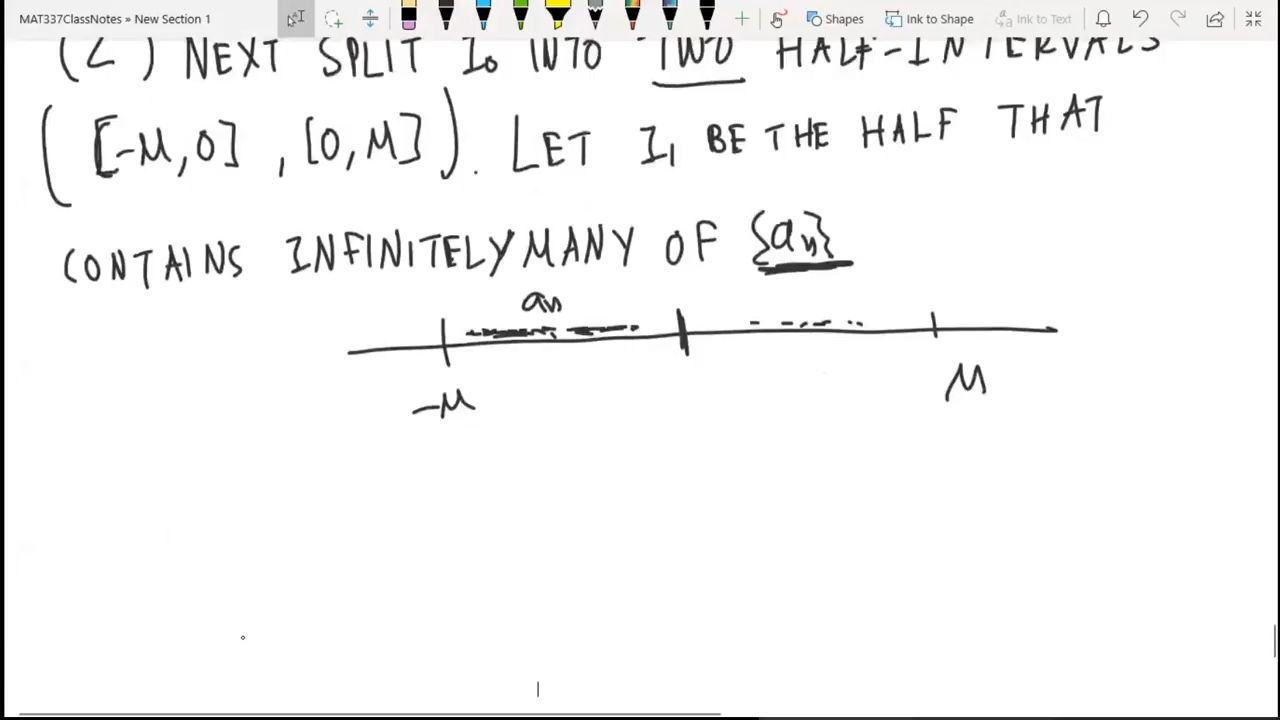 MAT337ClassNotes » New Section 1
Shapes
Ink to Shape
Ink to Text
(2) NEXT SPLIT I₀ INTO TWO HALF-INTERVALS
([-M,0], [0,M]). LET I₁ BE THE HALF THAT
CONTAINS INFINITELY MANY OF {aₙ}
aₙ
-M
M